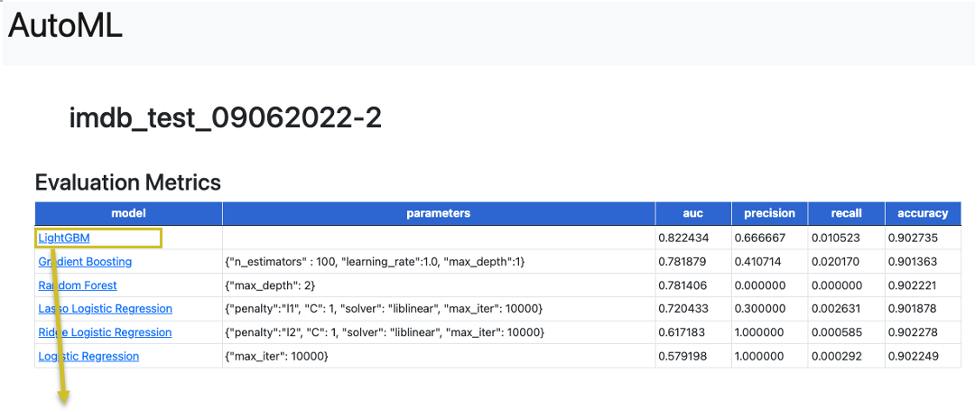 AutoML
imdb_test_09062022-2
Evaluation Metrics
model parameters auc precision recall accuracy
LightGBM 0.822434 0.666667 0.010523 0.902735
Gradient Boosting {"n_estimators" : 100, "learning_rate":1.0, "max_depth":1} 0.781879 0.410714 0.020170 0.901363
Random Forest {"max_depth": 2} 0.781406 0.000000 0.000000 0.902221
Lasso Logistic Regression {"penalty":"l1", "C": 1, "solver": "liblinear", "max_iter": 10000} 0.720433 0.300000 0.002631 0.901878
Ridge Logistic Regression {"penalty":"l2", "C": 1, "solver": "liblinear", "max_iter": 10000} 0.617183 1.000000 0.000585 0.902278
Logistic Regression {"max_iter": 10000} 0.579198 1.000000 0.000292 0.902249